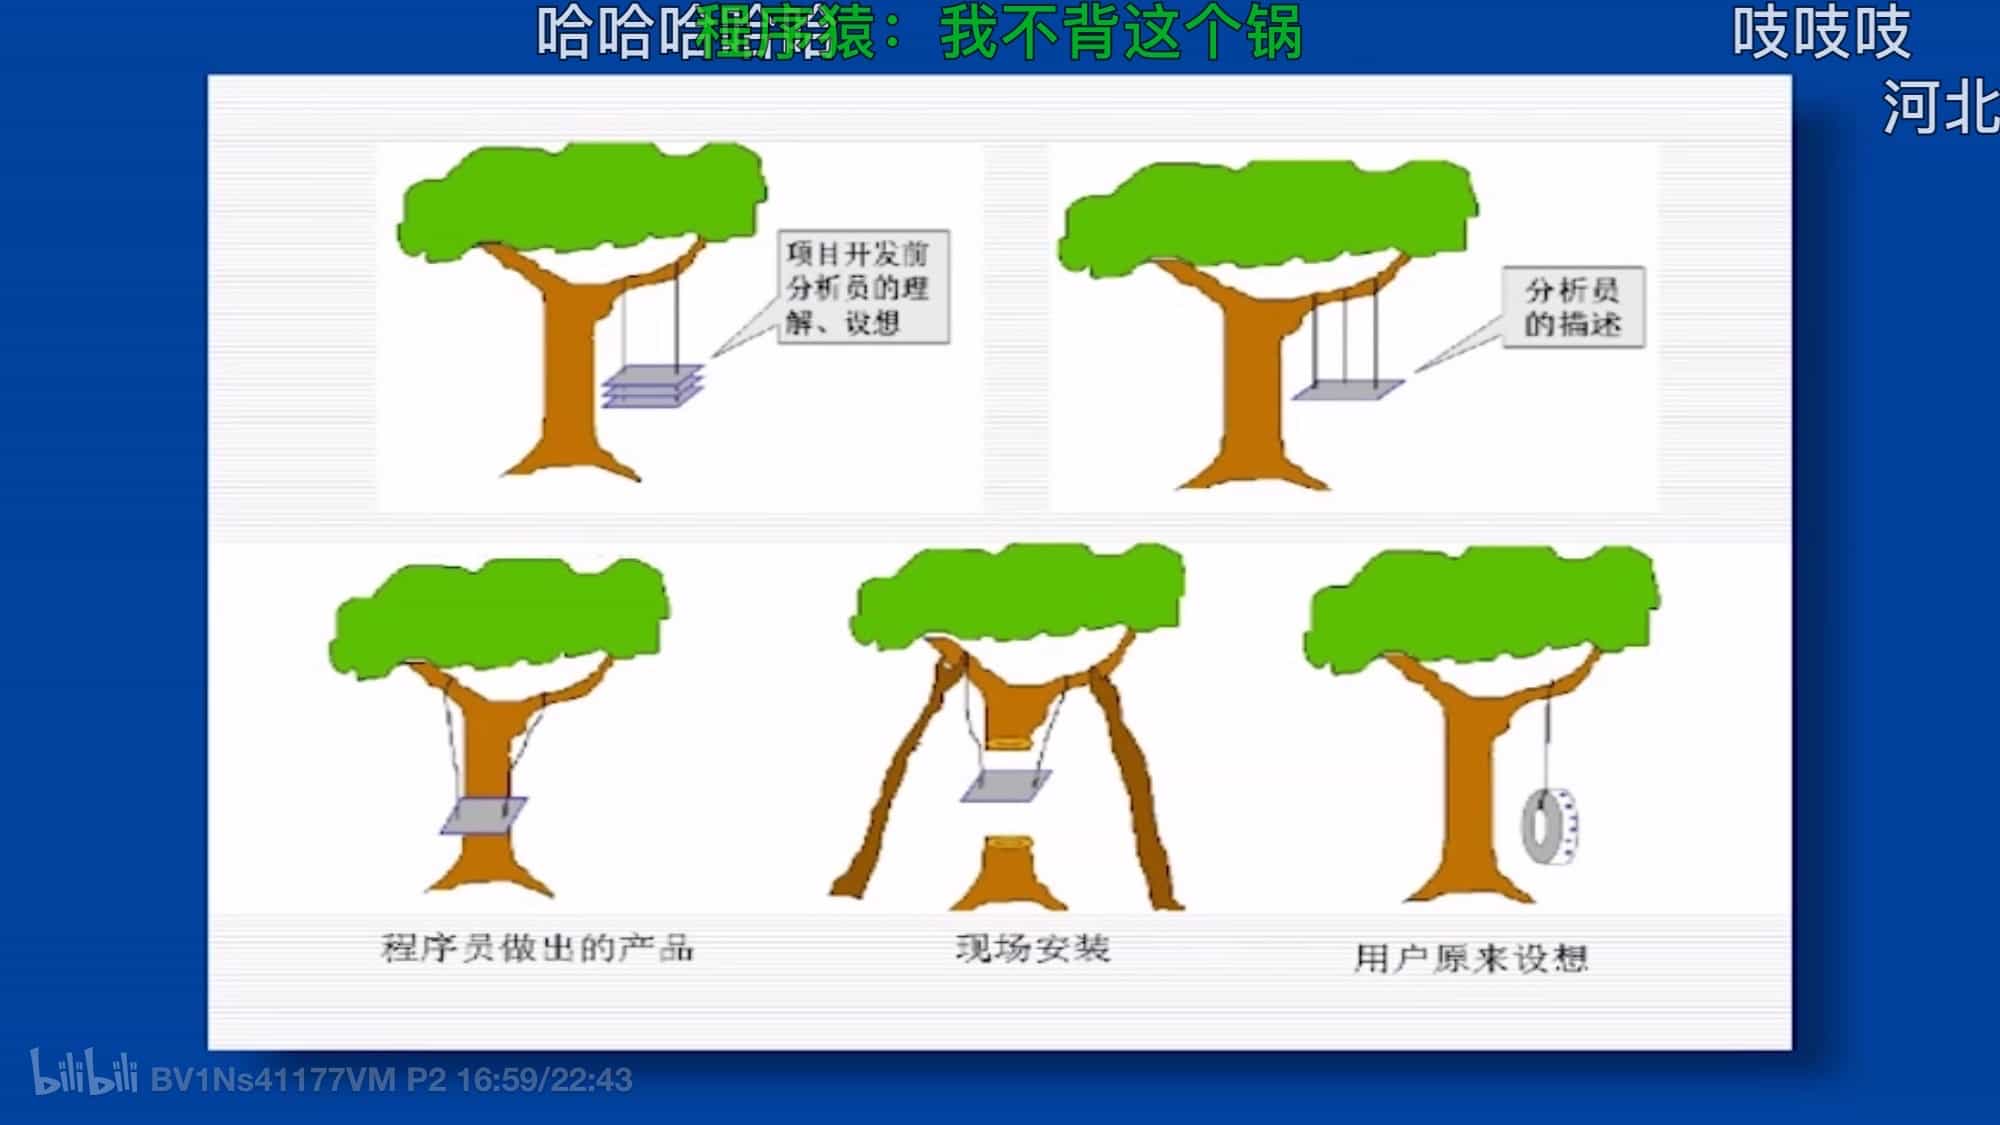 哈哈哈哈哈
程序猿：我不背这个锅
吱吱吱
河北
项目开发前
分析员的理
解、设想
分析员
的描述
程序员做出的产品
现场安装
用户原来设想
bilibili BV1Ns41177VM P2 16:59/22:43